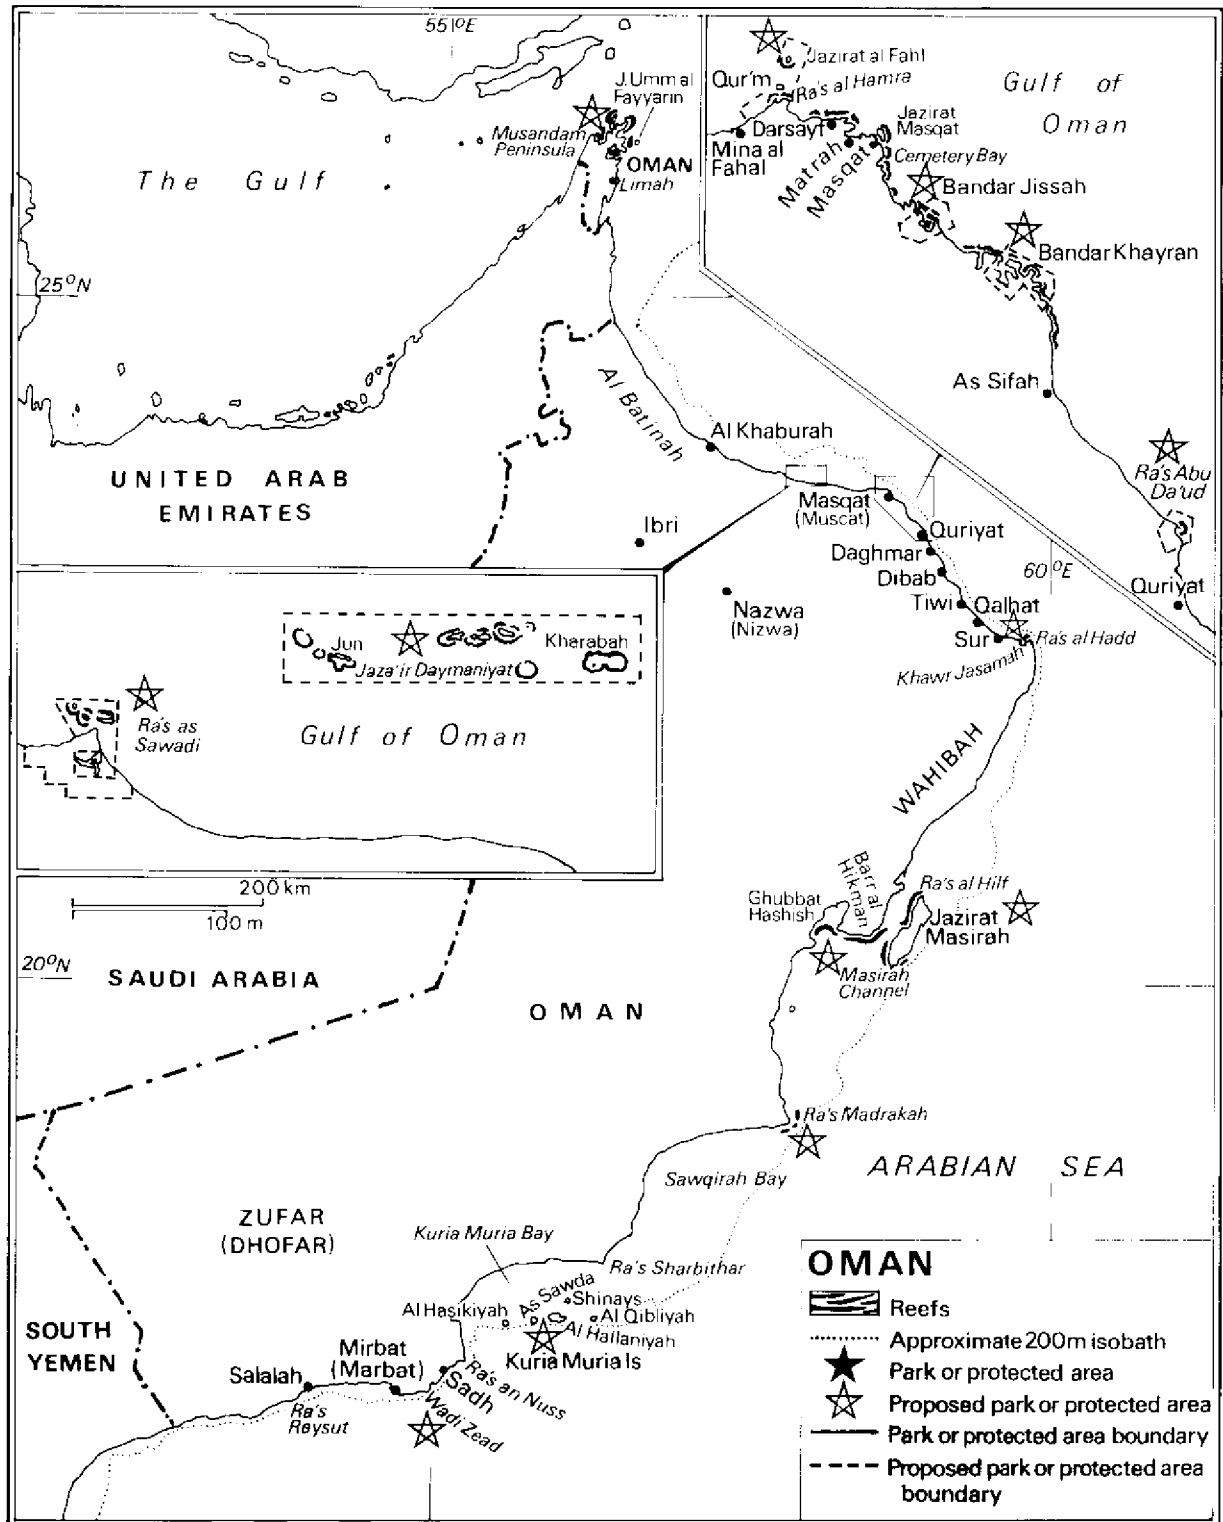 55°E
J.Umm al
Fayyarin
Musandam
Peninsula
OMAN
Limah
The Gulf
25°N
Al Batinah
Al Khaburah
UNITED ARAB
EMIRATES
Ibri
Masqat
(Muscat)
Quriyat
Daghmar
Dibab
Tiwi
Qalhat
Sur
Ra's al Hadd
Khawr Jasamah
60°E
Nazwa
(Nizwa)
Jazirat al Fahl
Qur'm
Ra's al Hamra
Gulf of
Oman
Darsayt
Mina al
Fahal
Matrah
Masqat
Jazirat
Masqat
Cemetery Bay
Bandar Jissah
Bandar Khayran
As Sifah
Ra's Abu
Da'ud
Quriyat
Jun
Kharabah
Jaza'ir Daymaniyat
Ra's as
Sawadi
Gulf of Oman
200 km
100 m
WAHIBAH
Barr al
Hikman
Ghubbat
Hashish
Ra's al Hilf
Jazirat
Masirah
Masirah
Channel
20°N
SAUDI ARABIA
OMAN
Ra's Madrakah
ARABIAN SEA
Sawqirah Bay
ZUFAR
(DHOFAR)
Kuria Muria Bay
Ra's Sharbithat
As Sawda
Shinays
Al Hasikiyah
Al Qibliyah
Al Hallaniyah
Kuria Muria Is
SOUTH
YEMEN
Mirbat
(Marbat)
Salalah
Sadh
Ra's an Nuss
Wadi Zead
Ra's
Raysut
OMAN
Reefs
Approximate 200m isobath
Park or protected area
Proposed park or protected area
Park or protected area boundary
Proposed park or protected area
boundary